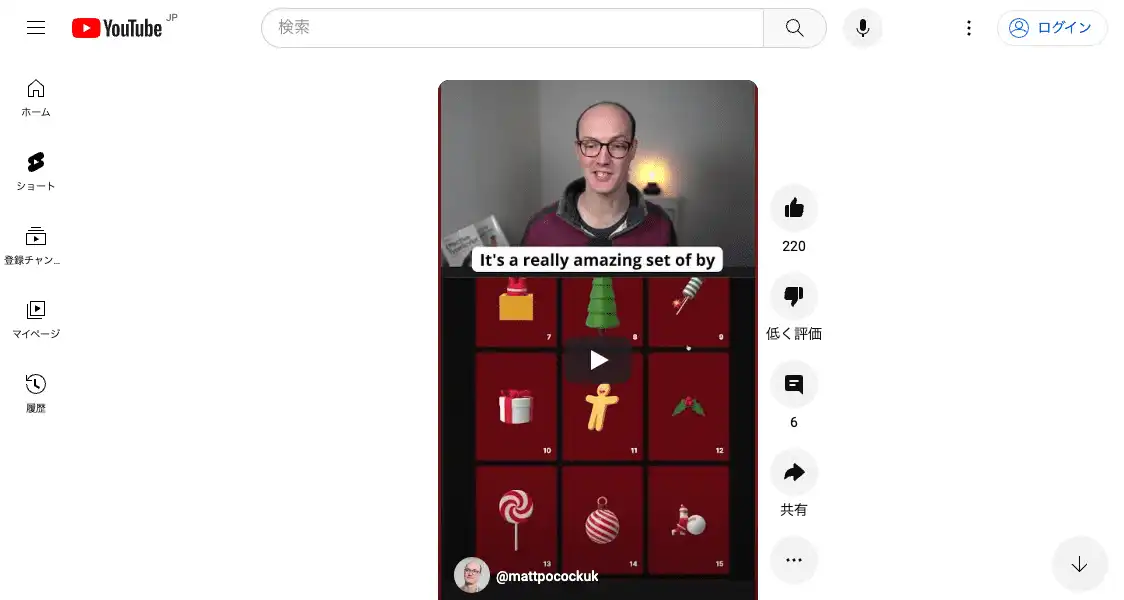 YouTube JP
検索
ログイン
ホーム
ショート
登録チャン...
マイページ
履歴
It's a really amazing set of by
7
8
9
10
11
12
13
14
15
@mattpocockuk
220
低く評価
6
共有